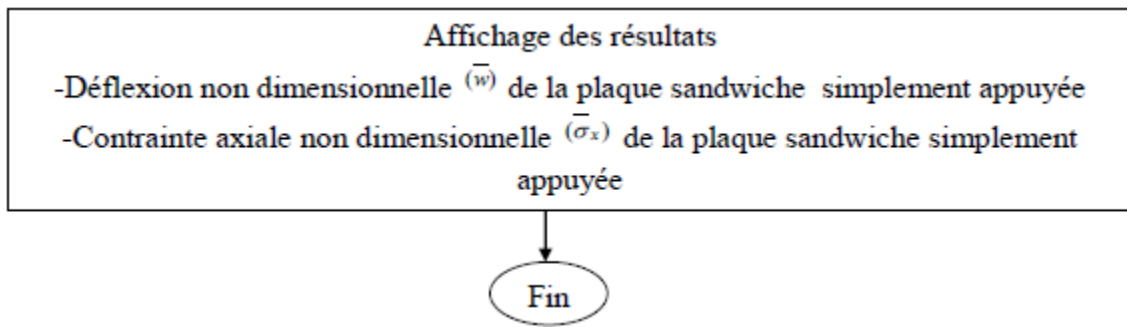 Affichage des résultats
-Déflexion non dimensionnelle (w̅) de la plaque sandwiche simplement appuyée
-Contrainte axiale non dimensionnelle (σ̅ₓ) de la plaque sandwiche simplement
appuyée
Fin